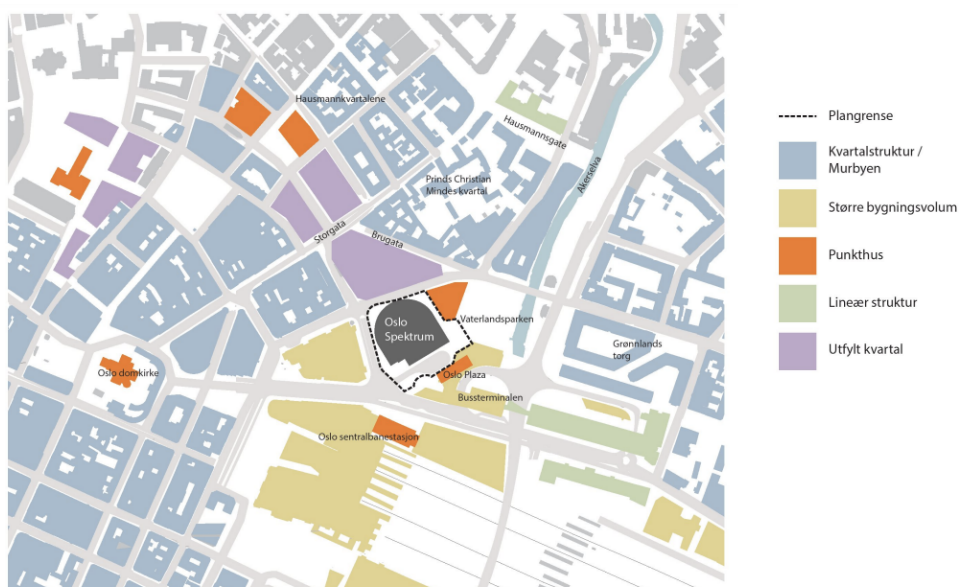 Hausmannkvartalene
Hausmannsgate
Prinds Christian
Mindes kvartal
Akerselva
Storgata
Brugata
Oslo
Spektrum
Vaterlandsparken
Grønnlands
torg
Oslo domkirke
Oslo Plaza
Bussterminalen
Oslo sentralbanestasjon
Plangrense
Kvartalstruktur /
Murbyen
Større bygningsvolum
Punkthus
Lineær struktur
Utfylt kvartal